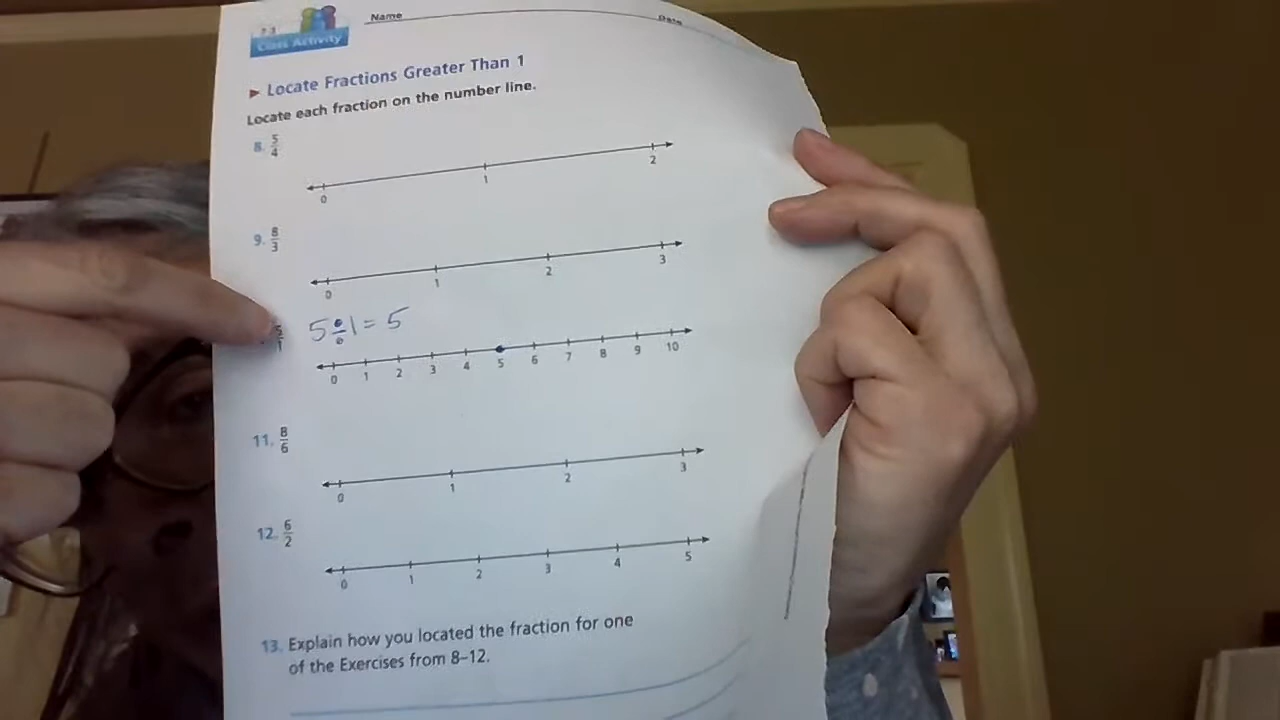 Name
Date
Class Activity
► Locate Fractions Greater Than 1
Locate each fraction on the number line.
8. 5/4
0 1 2
9. 8/3
0 1 2 3
5/1 5 ÷ 1 = 5
0 1 2 3 4 5 6 7 8 9 10
11. 8/6
0 1 2 3
12. 6/2
0 1 2 3 4 5
13. Explain how you located the fraction for one
of the Exercises from 8–12.